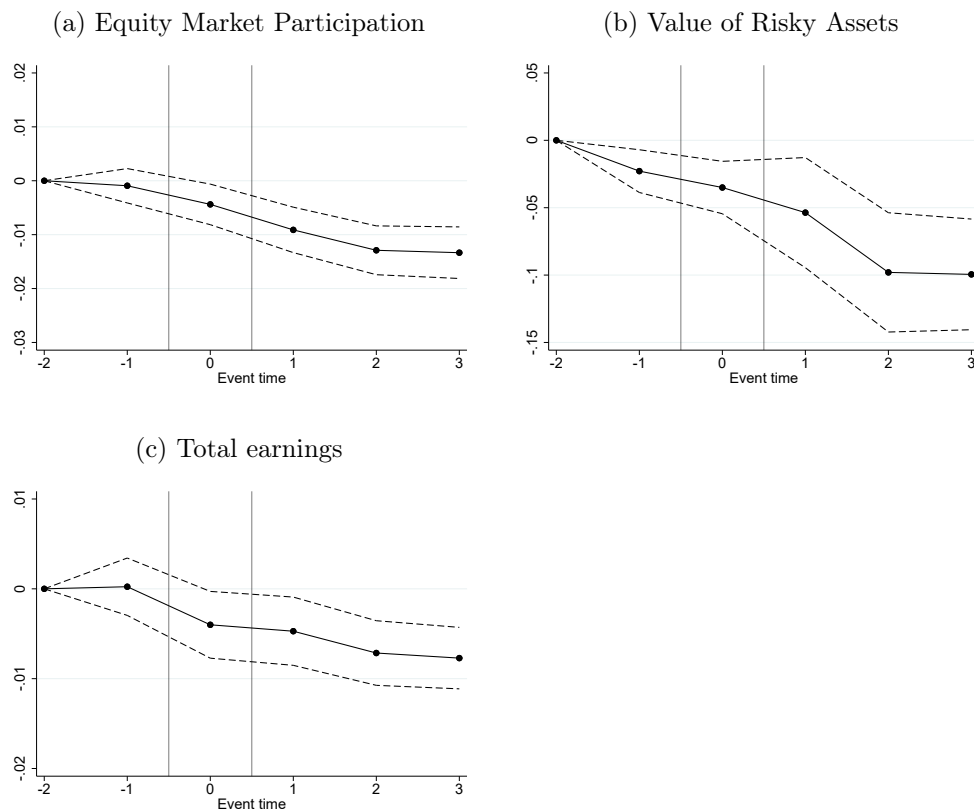 (a) Equity Market Participation
.02
.01
0
-.01
-.02
-.03
-2 -1 0 1 2 3
Event time
(b) Value of Risky Assets
.05
0
-.05
-.1
-.15
-2 -1 0 1 2 3
Event time
(c) Total earnings
.01
0
-.01
-.02
-2 -1 0 1 2 3
Event time